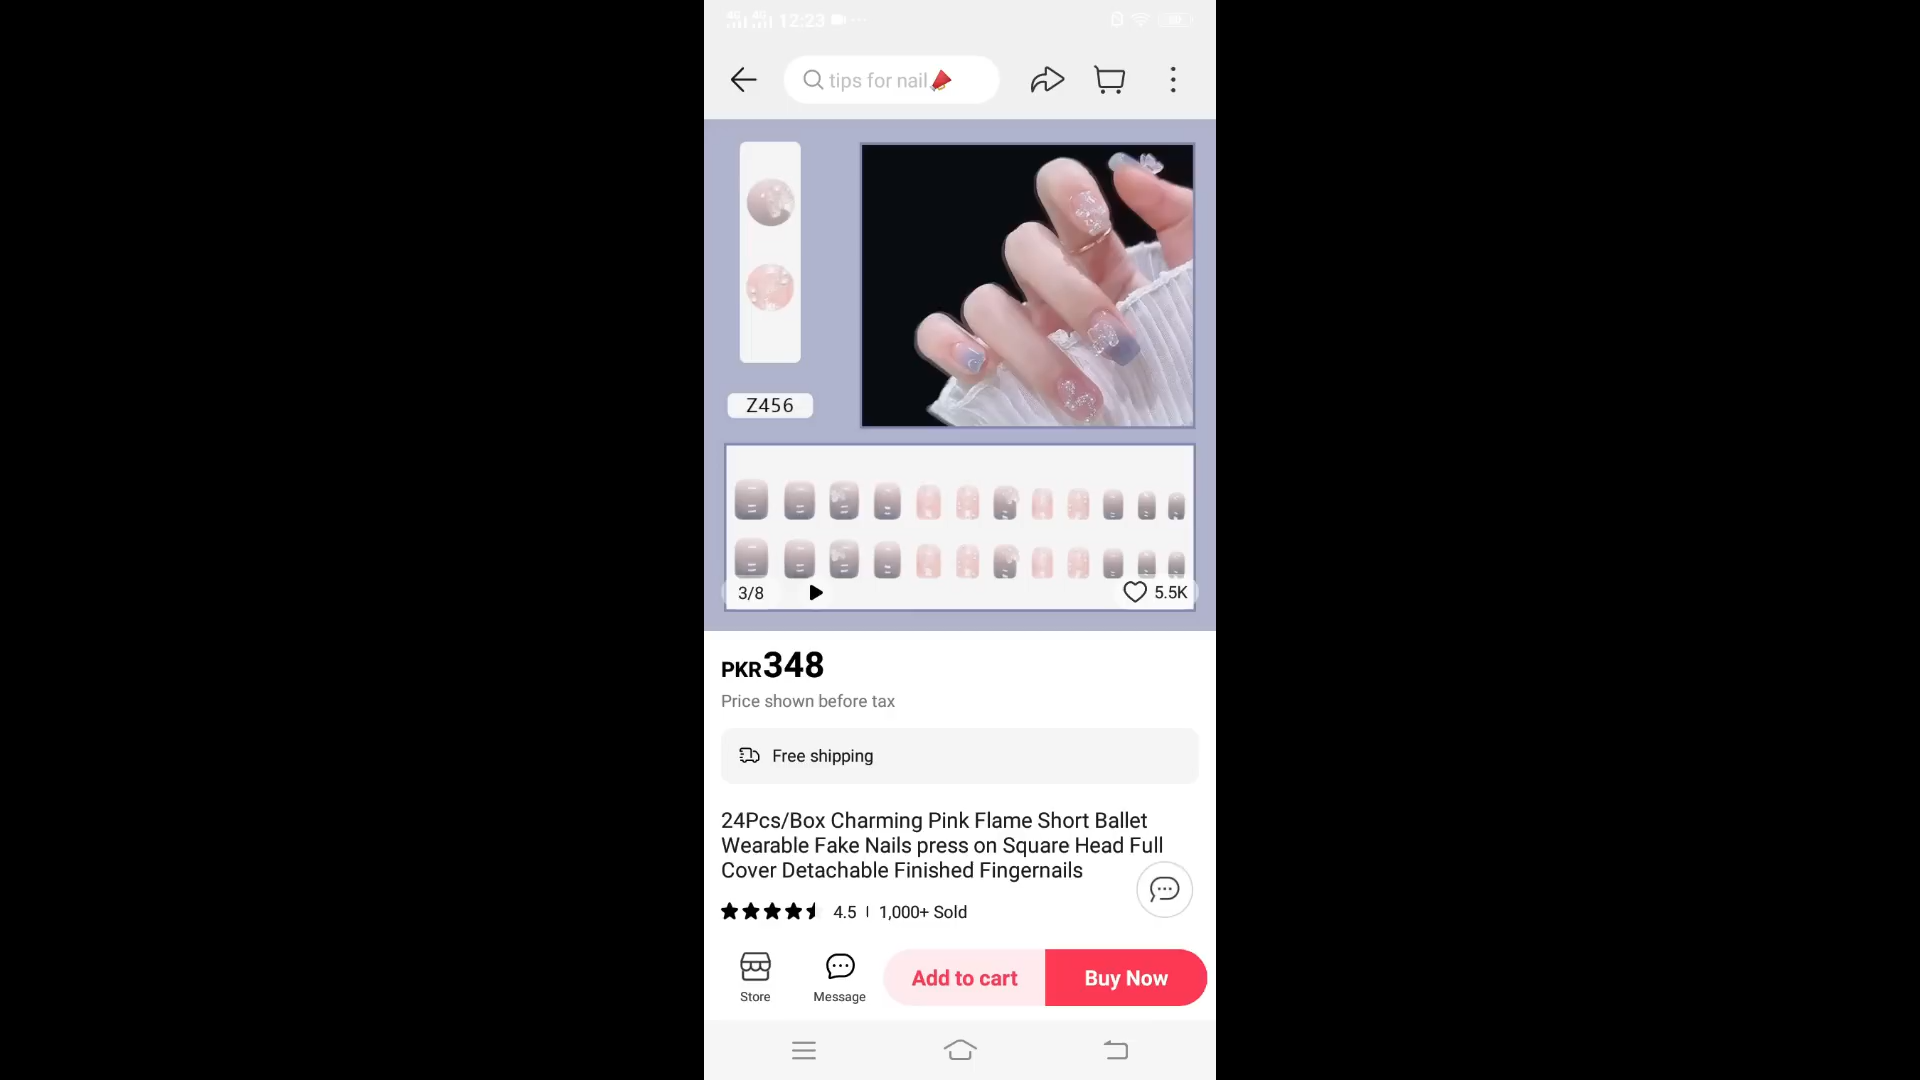 12:23
tips for nail
Z456
3/8
5.5K
PKR348
Price shown before tax
Free shipping
24Pcs/Box Charming Pink Flame Short Ballet
Wearable Fake Nails press on Square Head Full
Cover Detachable Finished Fingernails
4.5 | 1,000+ Sold
Store
Message
Add to cart
Buy Now